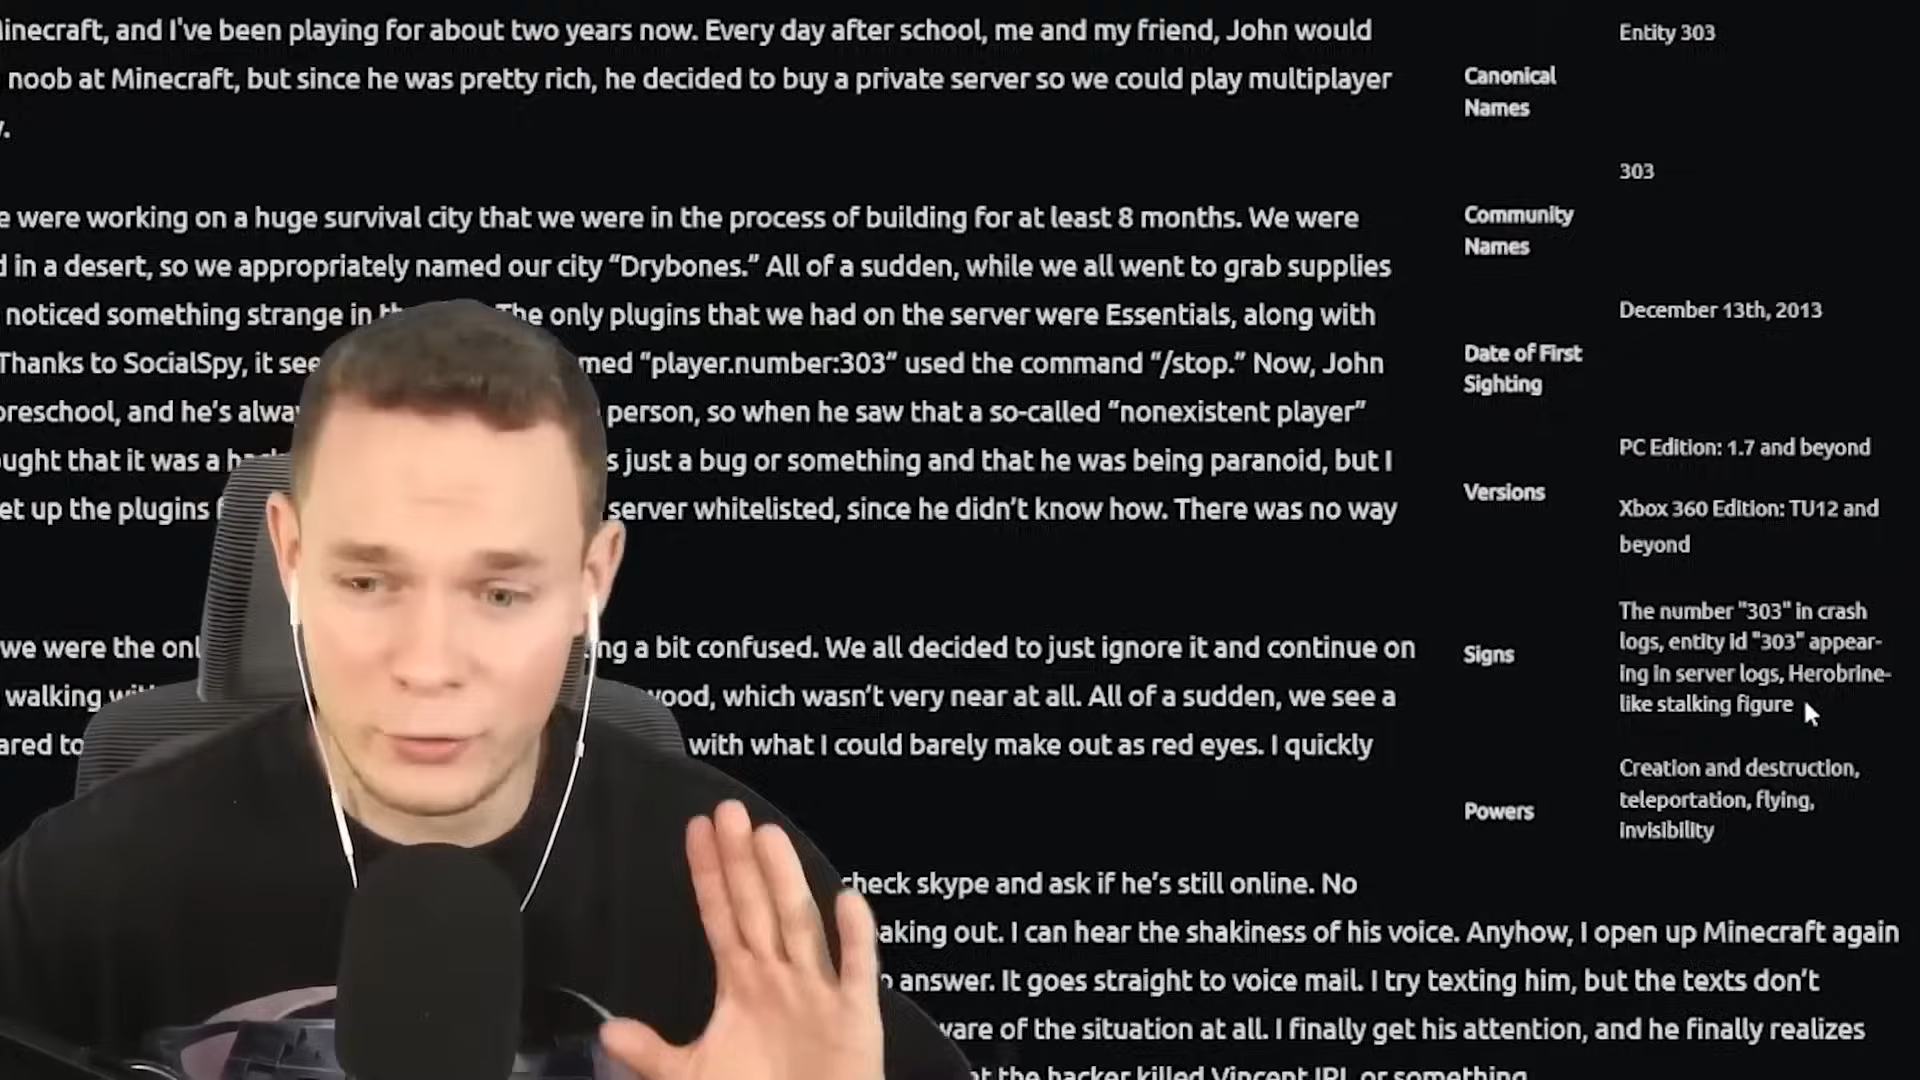 inecraft, and I've been playing for about two years now. Every day after school, me and my friend, John would
noob at Minecraft, but since he was pretty rich, he decided to buy a private server so we could play multiplayer
y.
e were working on a huge survival city that we were in the process of building for at least 8 months. We were
d in a desert, so we appropriately named our city “Drybones.” All of a sudden, while we all went to grab supplies
noticed something strange in The only plugins that we had on the server were Essentials, along with
Thanks to SocialSpy, it see med “player.number:303” used the command “/stop.” Now, John
preschool, and he’s alwa person, so when he saw that a so-called “nonexistent player”
ought that it was a s just a bug or something and that he was being paranoid, but I
et up the plugins server whitelisted, since he didn’t know how. There was no way
we were the onl ng a bit confused. We all decided to just ignore it and continue on
walking wood, which wasn’t very near at all. All of a sudden, we see a
ared to with what I could barely make out as red eyes. I quickly
check skype and ask if he’s still online. No
eaking out. I can hear the shakiness of his voice. Anyhow, I open up Minecraft again
o answer. It goes straight to voice mail. I try texting him, but the texts don’t
ware of the situation at all. I finally get his attention, and he finally realizes
at the hacker killed Vincent IRL or something
Entity 303
Canonical
Names
303
Community
Names
December 13th, 2013
Date of First
Sighting
PC Edition: 1.7 and beyond
Versions
Xbox 360 Edition: TU12 and
beyond
The number "303" in crash
logs, entity id "303" appear-
ing in server logs, Herobrine-
like stalking figure
Signs
Creation and destruction,
teleportation, flying,
invisibility
Powers